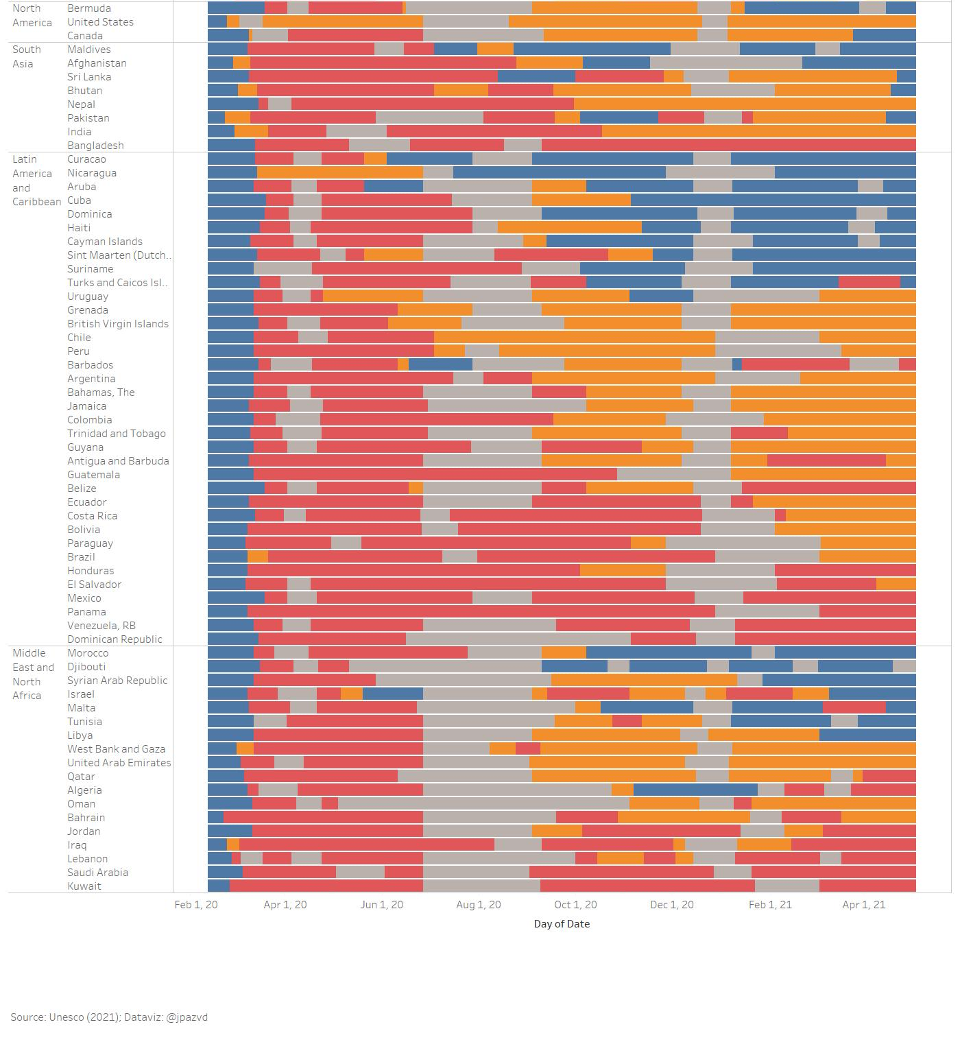 North
America
Bermuda
United States
Canada
South
Asia
Maldives
Afghanistan
Sri Lanka
Bhutan
Nepal
Pakistan
India
Bangladesh
Latin
America
and
Caribbean
Curacao
Nicaragua
Aruba
Cuba
Dominica
Haiti
Cayman Islands
Sint Maarten (Dutch..
Suriname
Turks and Caicos Isl..
Uruguay
Grenada
British Virgin Islands
Chile
Peru
Barbados
Argentina
Bahamas, The
Jamaica
Colombia
Trinidad and Tobago
Guyana
Antigua and Barbuda
Guatemala
Belize
Ecuador
Costa Rica
Bolivia
Paraguay
Brazil
Honduras
El Salvador
Mexico
Panama
Venezuela, RB
Dominican Republic
Middle
East and
North
Africa
Morocco
Djibouti
Syrian Arab Republic
Israel
Malta
Tunisia
Libya
West Bank and Gaza
United Arab Emirates
Qatar
Algeria
Oman
Bahrain
Jordan
Iraq
Lebanon
Saudi Arabia
Kuwait
Feb 1, 20 Apr 1, 20 Jun 1, 20 Aug 1, 20 Oct 1, 20 Dec 1, 20 Feb 1, 21 Apr 1, 21
Day of Date
Source: Unesco (2021); Dataviz: @jpazvd